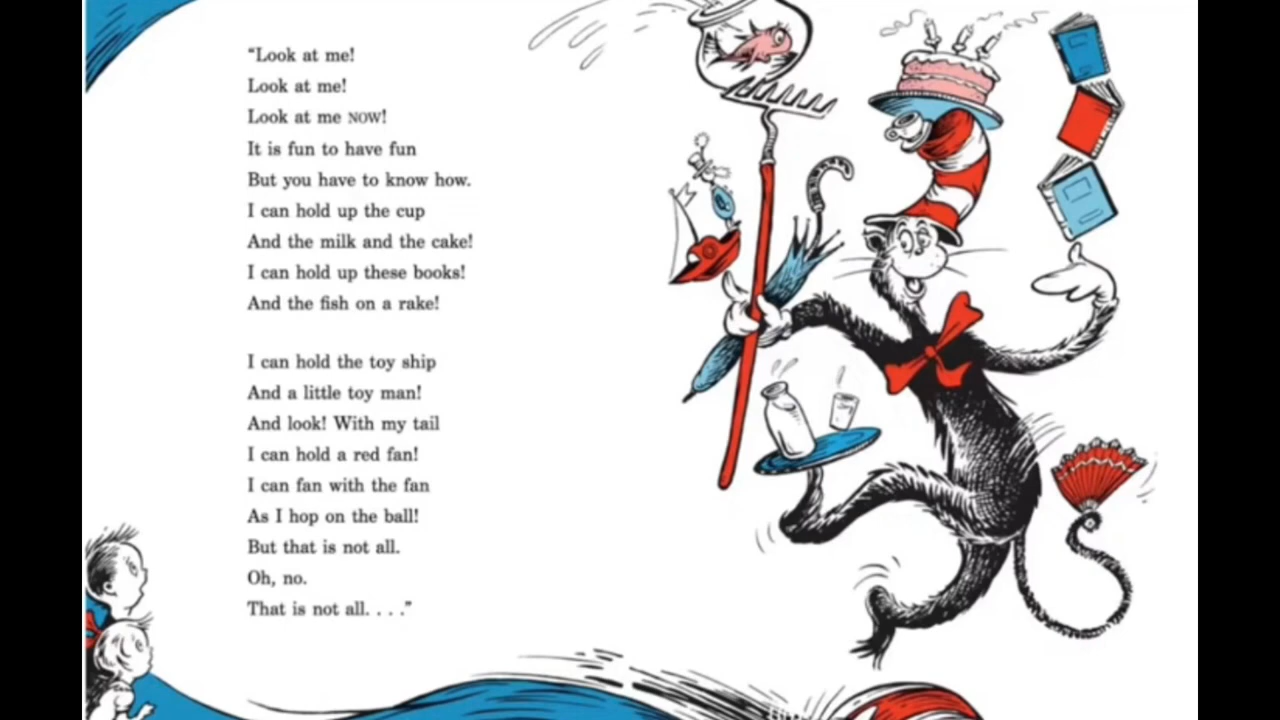 “Look at me!
Look at me!
Look at me NOW!
It is fun to have fun
But you have to know how.
I can hold up the cup
And the milk and the cake!
I can hold up these books!
And the fish on a rake!
I can hold the toy ship
And a little toy man!
And look! With my tail
I can hold a red fan!
I can fan with the fan
As I hop on the ball!
But that is not all.
Oh, no.
That is not all. . . .”